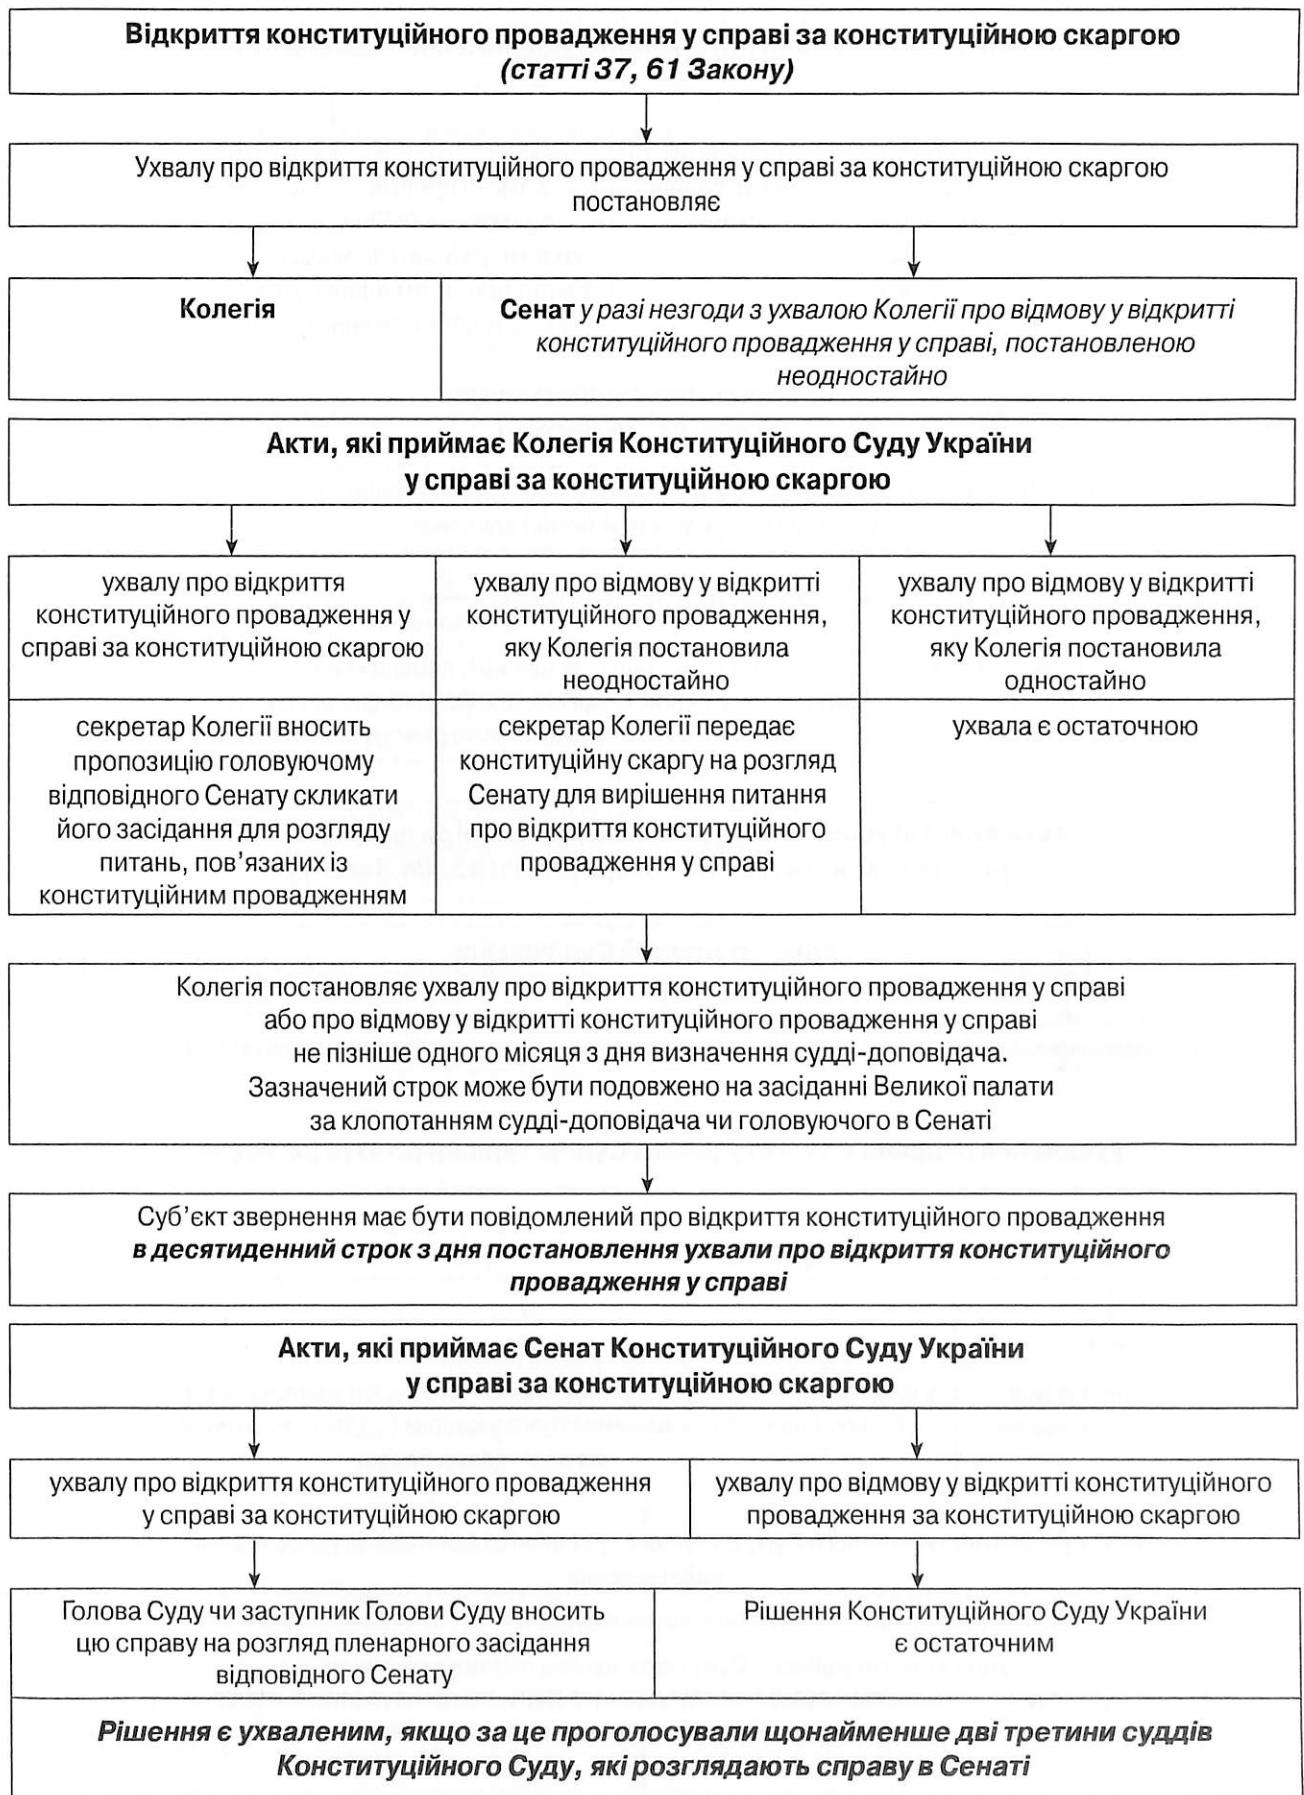 Відкриття конституційного провадження у справі за конституційною скаргою
(статті 37, 61 Закону)
Ухвалу про відкриття конституційного провадження у справі за конституційною скаргою
постановляє
Колегія
Сенат у разі незгоди з ухвалою Колегії про відмову у відкритті
конституційного провадження у справі, постановленою
неодностайно
Акти, які приймає Колегія Конституційного Суду України
у справі за конституційною скаргою
ухвалу про відкриття
конституційного провадження у
справі за конституційною скаргою
ухвалу про відмову у відкритті
конституційного провадження,
яку Колегія постановила
неодностайно
ухвалу про відмову у відкритті
конституційного провадження,
яку Колегія постановила
одностайно
секретар Колегії вносить
пропозицію головуючому
відповідного Сенату скликати
його засідання для розгляду
питань, пов’язаних із
конституційним провадженням
секретар Колегії передає
конституційну скаргу на розгляд
Сенату для вирішення питання
про відкриття конституційного
провадження у справі
ухвала є остаточною
Колегія постановляє ухвалу про відкриття конституційного провадження у справі
або про відмову у відкритті конституційного провадження у справі
не пізніше одного місяця з дня визначення судді-доповідача.
Зазначений строк може бути подовжено на засіданні Великої палати
за клопотанням судді-доповідача чи головуючого в Сенаті
Суб’єкт звернення має бути повідомлений про відкриття конституційного провадження
в десятиденний строк з дня постановлення ухвали про відкриття конституційного
провадження у справі
Акти, які приймає Сенат Конституційного Суду України
у справі за конституційною скаргою
ухвалу про відкриття конституційного провадження
у справі за конституційною скаргою
ухвалу про відмову у відкритті конституційного
провадження за конституційною скаргою
Голова Суду чи заступник Голови Суду вносить
цю справу на розгляд пленарного засідання
відповідного Сенату
Рішення Конституційного Суду України
є остаточним
Рішення є ухваленим, якщо за це проголосували щонайменше дві третини суддів
Конституційного Суду, які розглядають справу в Сенаті